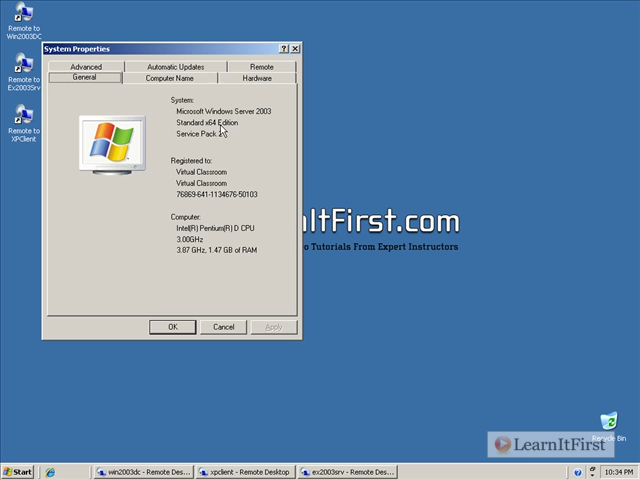 Remote to
Win2003DC
Remote to
Ex2003Srv
Remote to
XPClient
System Properties
Advanced
Automatic Updates
Remote
General
Computer Name
Hardware
System:
Microsoft Windows Server 2003
Standard x64 Edition
Service Pack
Registered to:
Virtual Classroom
Virtual Classroom
76869-641-1134676-50103
Computer:
Intel(R) Pentium(R) D CPU
3.00GHz
3.87 GHz, 1.47 GB of RAM
OK
Cancel
Apply
nItFirst.com
o Tutorials From Expert Instructors
Recycle Bin
LearnItFirst
Start
win2003dc - Remote Des...
xpclient - Remote Desktop
ex2003srv - Remote Des...
10:34 PM